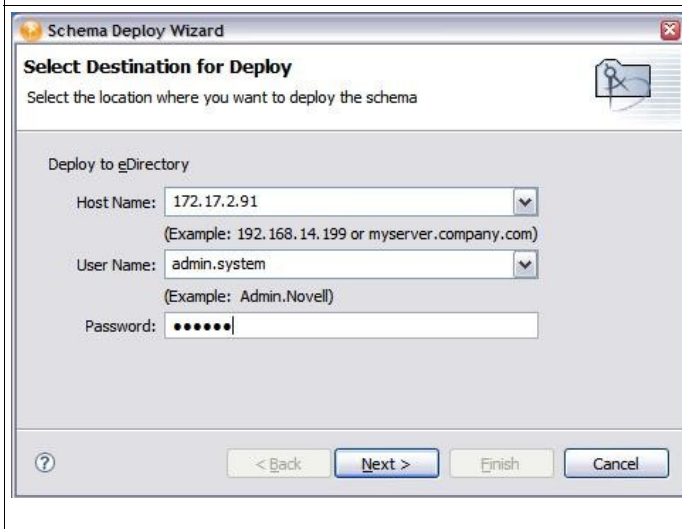 Schema Deploy Wizard
Select Destination for Deploy
Select the location where you want to deploy the schema
Deploy to eDirectory
Host Name: 172.17.2.91
(Example: 192.168.14.199 or myserver.company.com)
User Name: admin.system
(Example: Admin.Novell)
Password: ●●●●●●
? < Back Next > Finish Cancel